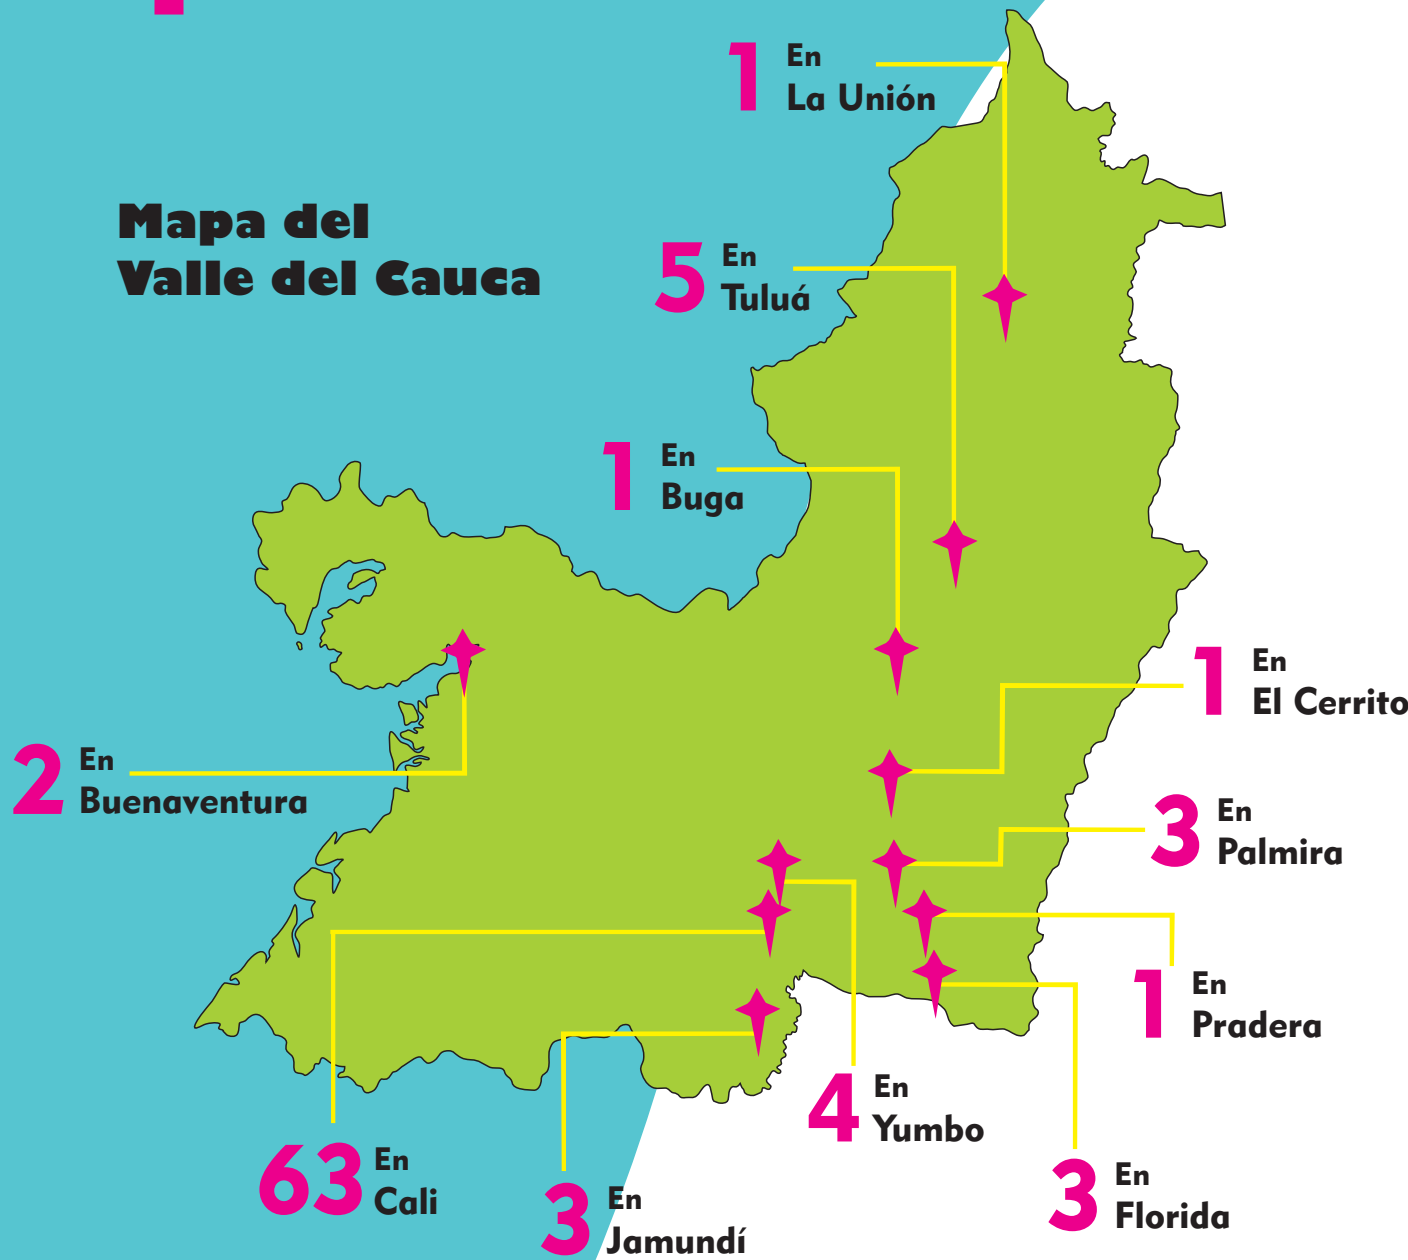 1 En
La Unión
Mapa del
Valle del Cauca
5 En
Tuluá
1 En
Buga
1 En
El Cerrito
2 En
Buenaventura
3 En
Palmira
1 En
Pradera
4 En
Yumbo
63 En
Cali
3 En
Jamundí
3 En
Florida